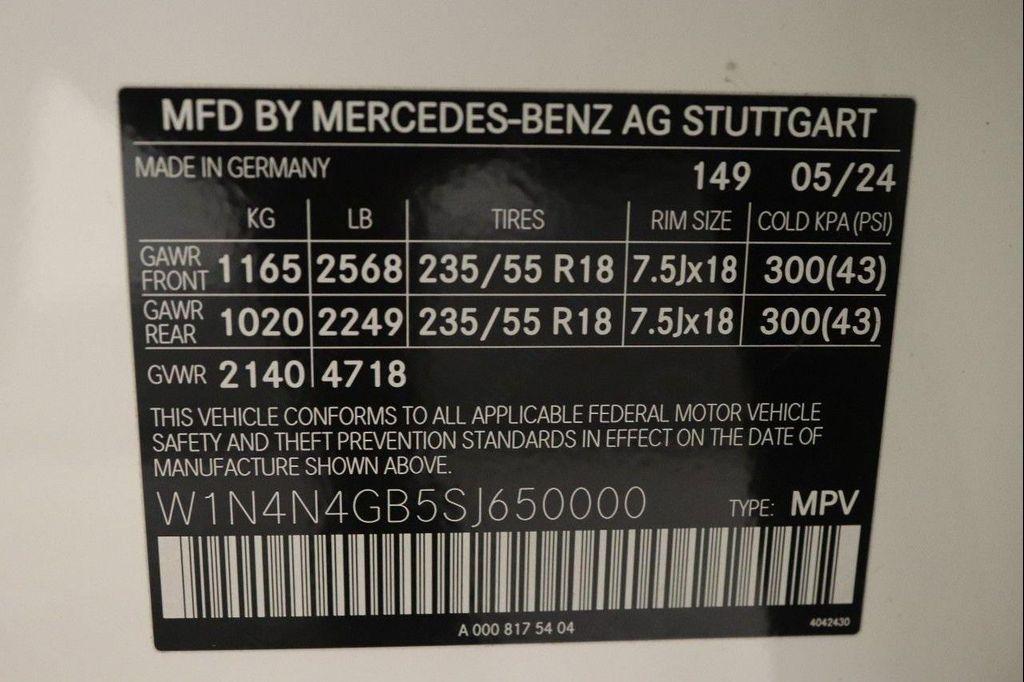 MFD BY MERCEDES-BENZ AG STUTTGART
MADE IN GERMANY 149 05/24
KG LB TIRES RIM SIZE COLD KPA (PSI)
GAWR FRONT 1165 2568 235/55 R18 7.5Jx18 300(43)
GAWR REAR 1020 2249 235/55 R18 7.5Jx18 300(43)
GVWR 2140 4718
THIS VEHICLE CONFORMS TO ALL APPLICABLE FEDERAL MOTOR VEHICLE
SAFETY AND THEFT PREVENTION STANDARDS IN EFFECT ON THE DATE OF
MANUFACTURE SHOWN ABOVE.
W1N4N4GB5SJ650000 TYPE: MPV
A 000 817 54 04 4042430